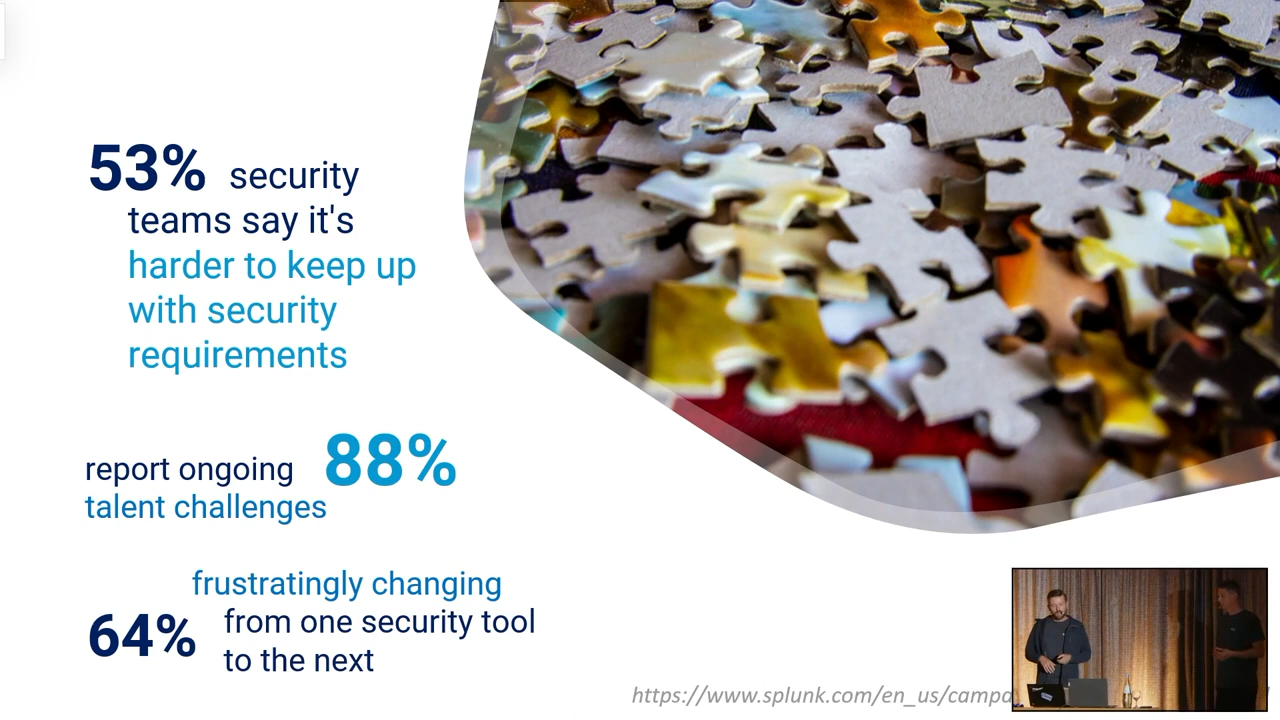 53% security
teams say it's
harder to keep up
with security
requirements
report ongoing 88%
talent challenges
frustratingly changing
64% from one security tool
to the next
https://www.splunk.com/en_us/campa